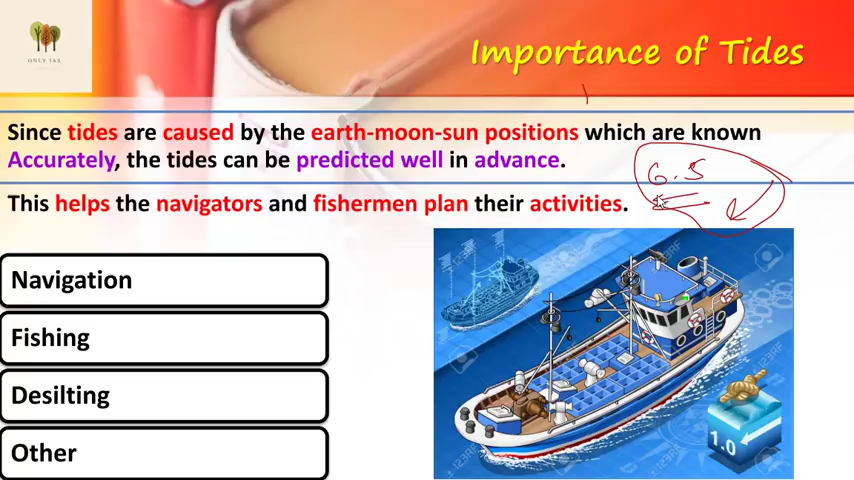 ONLY IAS
Importance of Tides
Since tides are caused by the earth-moon-sun positions which are known
Accurately, the tides can be predicted well in advance.
6.5
This helps the navigators and fishermen plan their activities.
Navigation
Fishing
Desilting
Other
1.0
123RF